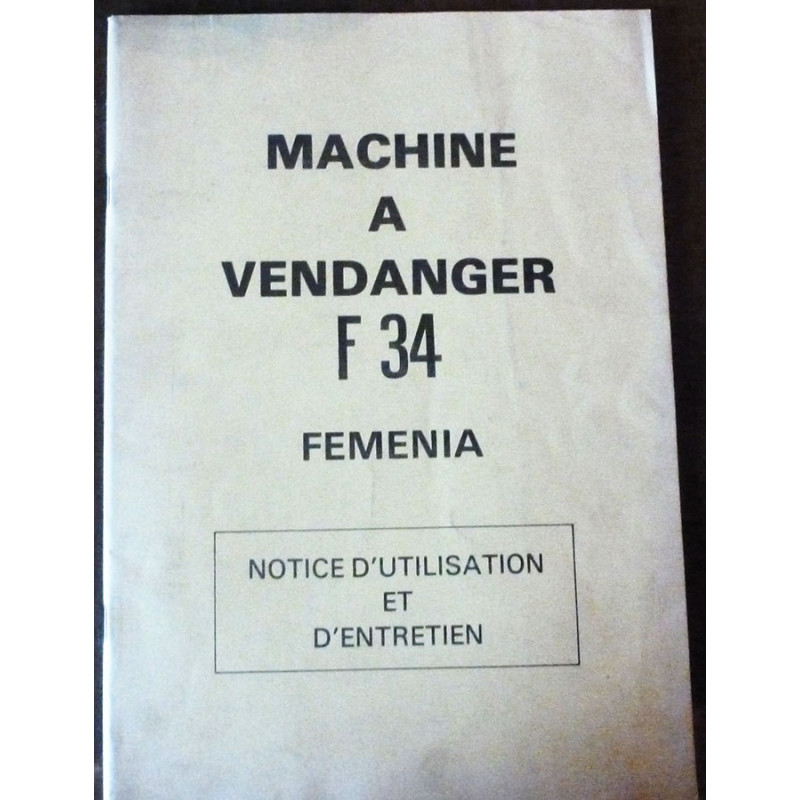 MACHINE
A
VENDANGER
F 34
FEMENIA
NOTICE D'UTILISATION
ET
D'ENTRETIEN